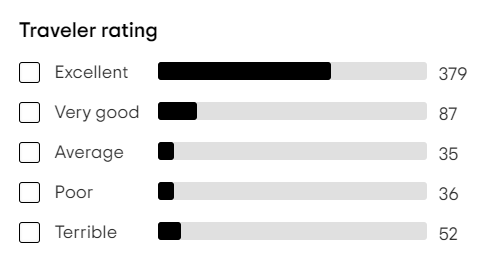 Traveler rating
Excellent 379
Very good 87
Average 35
Poor 36
Terrible 52